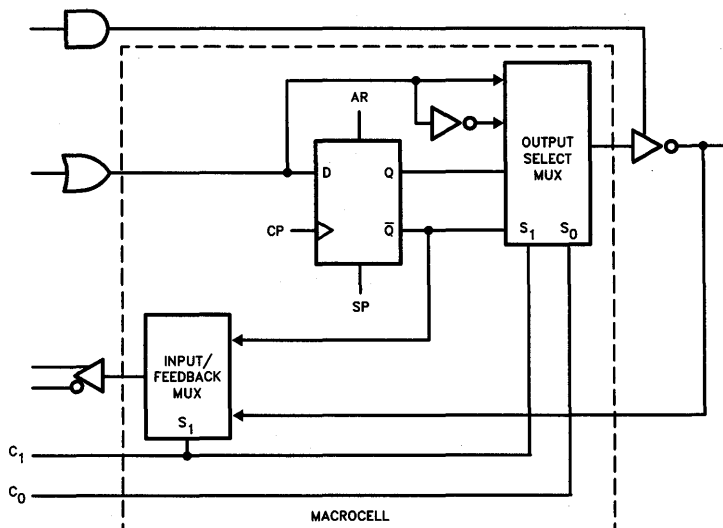 AR
D
Q
OUTPUT
SELECT
MUX
CP
Q̅
S₁ S₀
SP
INPUT/
FEEDBACK
MUX
S₁
C₁
C₀
MACROCELL